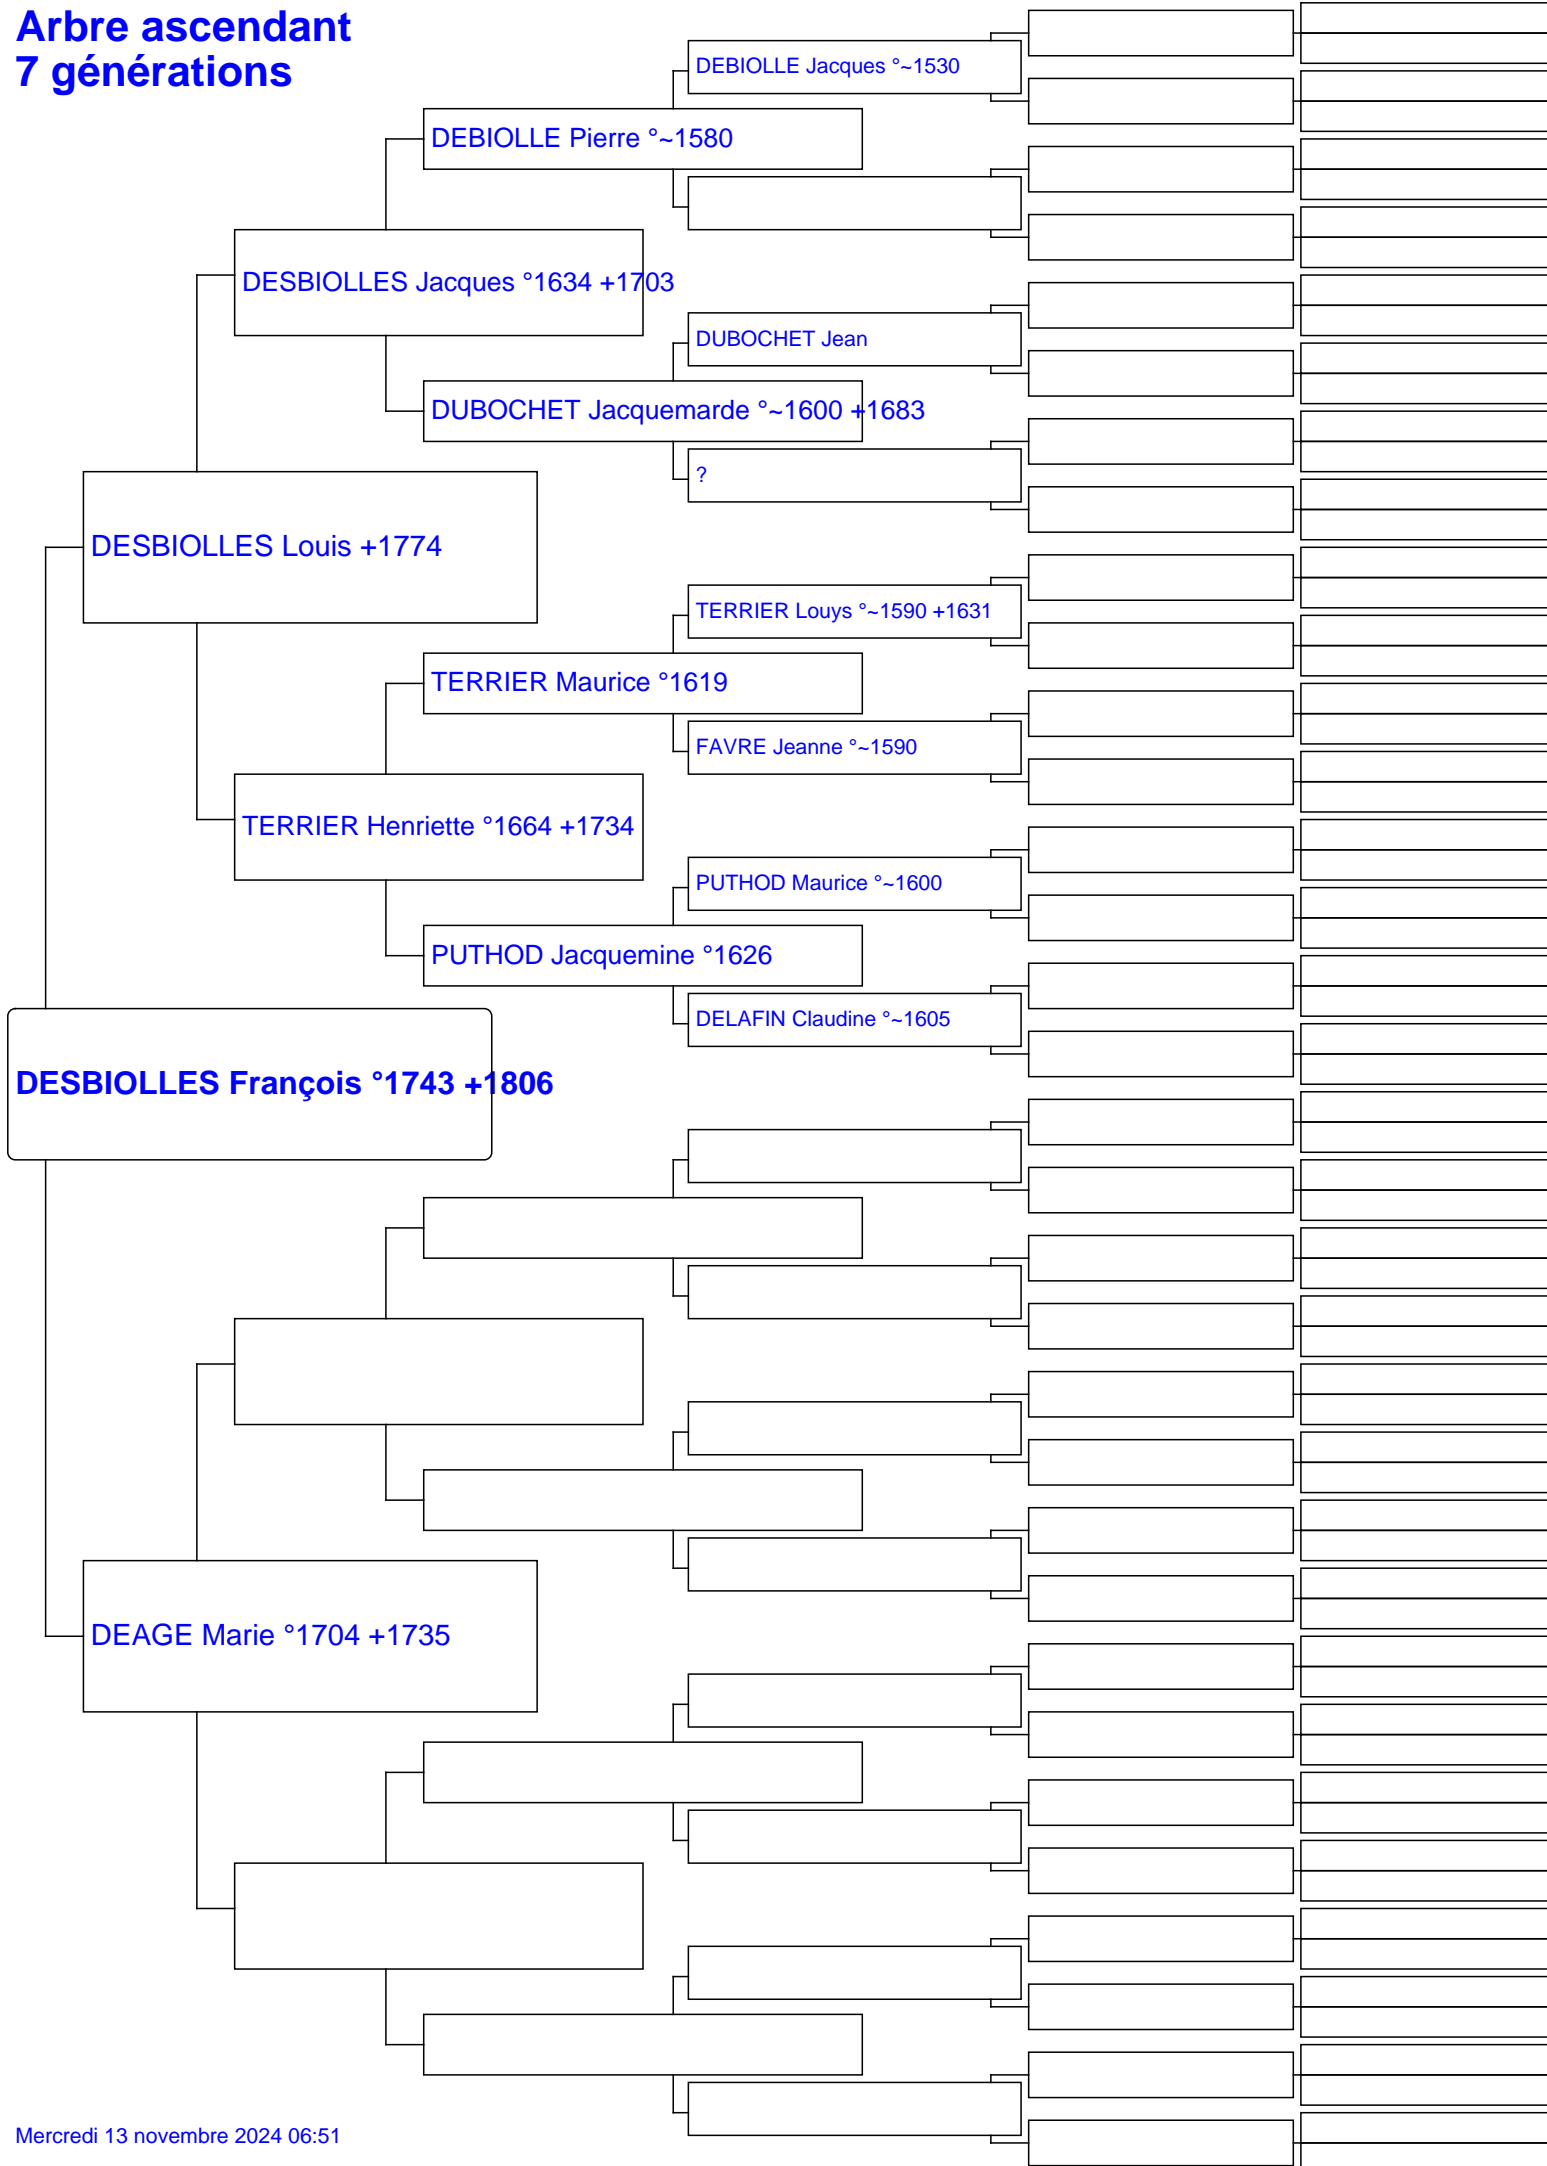 Arbre ascendant
7 générations
DEBIOLLE Jacques °~1530
DEBIOLLE Pierre °~1580
DESBIOLLES Jacques °1634 +1703
DUBOCHET Jean
DUBOCHET Jacquemarde °~1600 +1683
?
DESBIOLLES Louis +1774
TERRIER Louys °~1590 +1631
TERRIER Maurice °1619
FAVRE Jeanne °~1590
TERRIER Henriette °1664 +1734
PUTHOD Maurice °~1600
PUTHOD Jacquemine °1626
DELAFIN Claudine °~1605
DESBIOLLES François °1743 +1806
DEAGE Marie °1704 +1735
Mercredi 13 novembre 2024 06:51